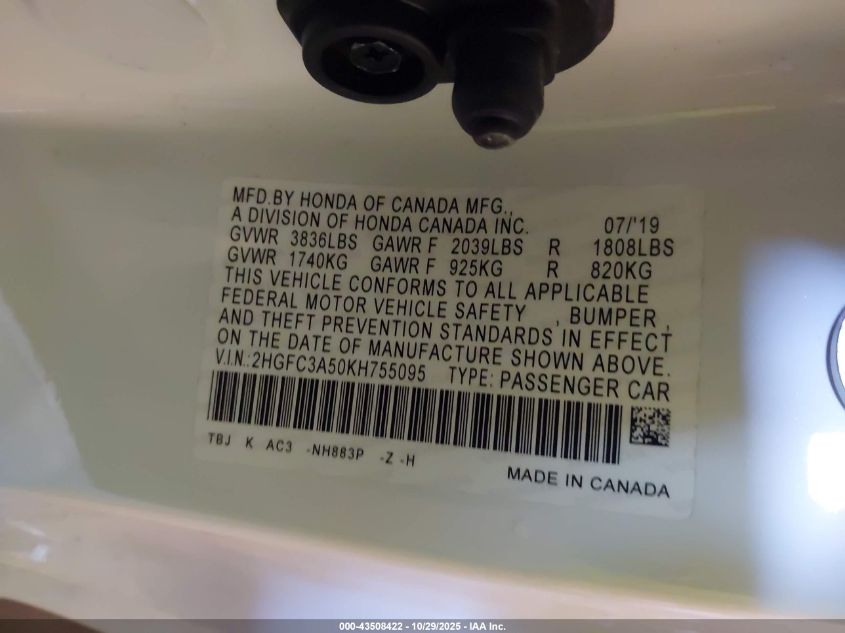 MFD.BY HONDA OF CANADA MFG.,
A DIVISION OF HONDA CANADA INC. 07/'19
GVWR 3836LBS GAWR F 2039LBS R 1808LBS
GVWR 1740KG GAWR F 925KG R 820KG
THIS VEHICLE CONFORMS TO ALL APPLICABLE
FEDERAL MOTOR VEHICLE SAFETY , BUMPER ,
AND THEFT PREVENTION STANDARDS IN EFFECT
ON THE DATE OF MANUFACTURE SHOWN ABOVE.
V.I.N.:2HGFC3A50KH755095 TYPE: PASSENGER CAR
TBJ K AC3 -NH883P -Z -H
MADE IN CANADA
000-43508422 - 10/29/2025 - IAA Inc.